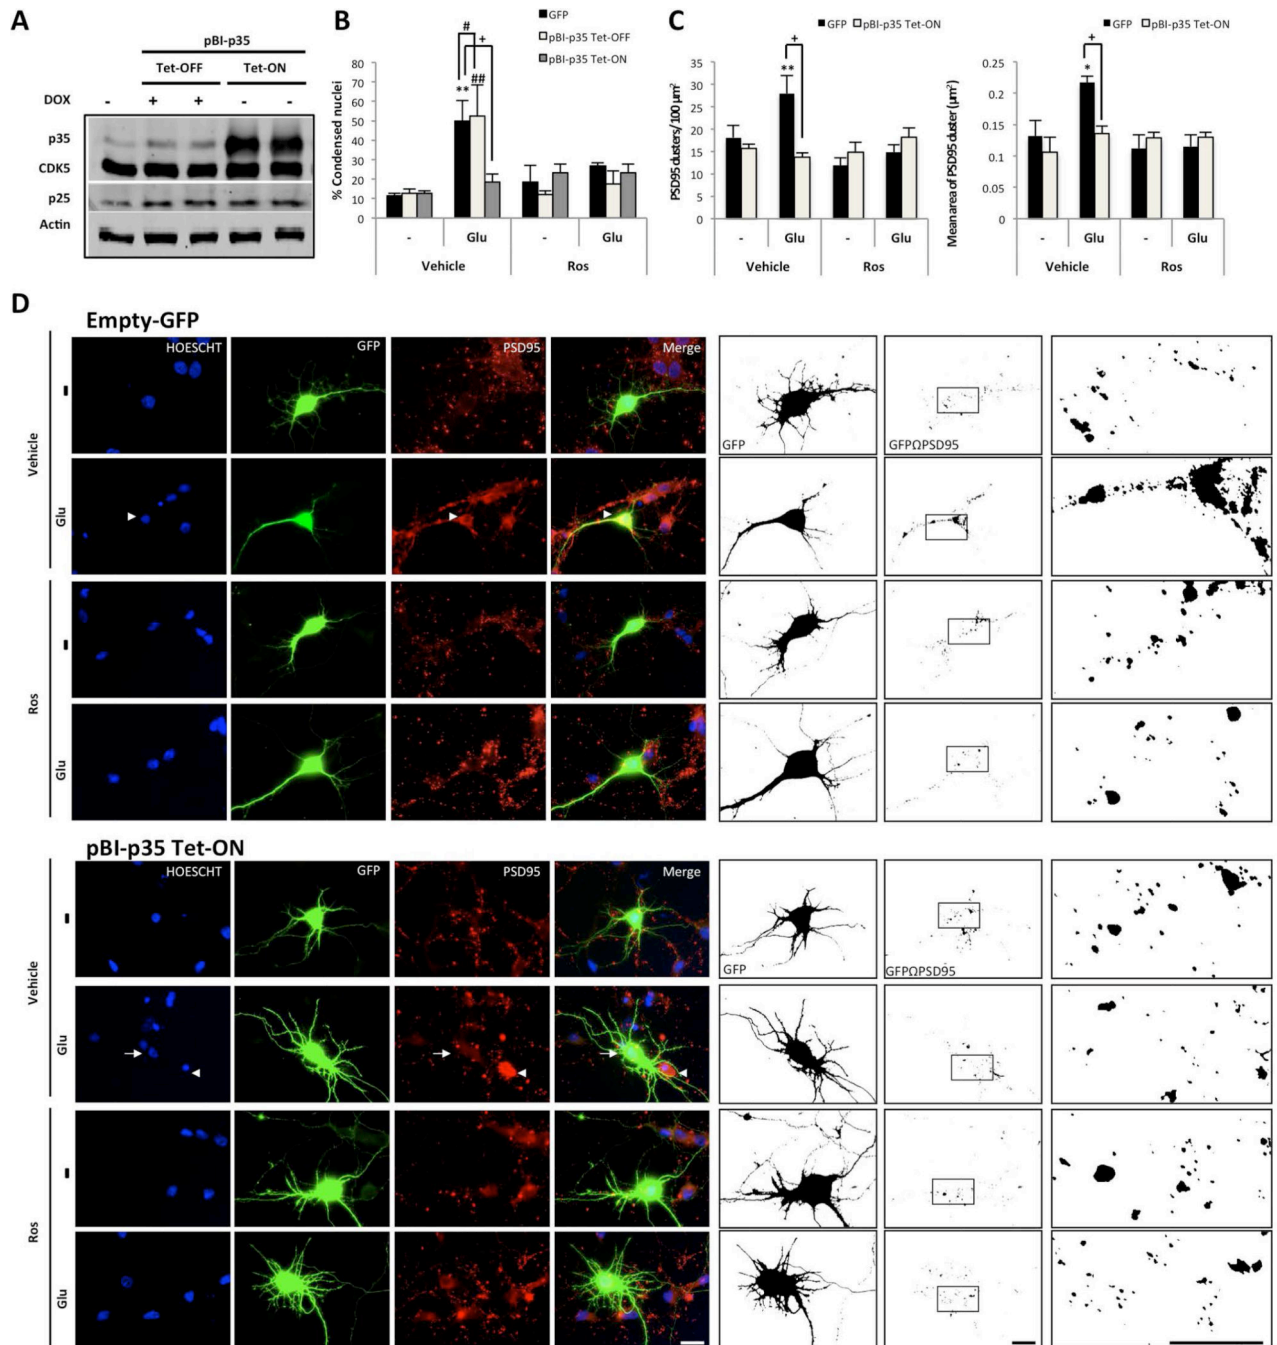 A
pBI-p35
Tet-OFF Tet-ON
DOX - + + - -
p35
CDK5
p25
Actin
B
GFP
pBI-p35 Tet-OFF
pBI-p35 Tet-ON
% Condensed nuclei
80
70
60
50
40
30
20
10
0
# +
** ##
- Glu - Glu
Vehicle Ros
C
GFP pBI-p35 Tet-ON
PSD95 clusters/100 µm²
35
30
25
20
15
10
5
0
+
**
- Glu - Glu
Vehicle Ros
GFP pBI-p35 Tet-ON
Mean area of PSD95 cluster (µm²)
0.25
0.2
0.15
0.1
0.05
0
+
*
- Glu - Glu
Vehicle Ros
D
Empty-GFP
HOESCHT GFP PSD95 Merge
GFP GFPΩPSD95
Vehicle
-
Glu
Ros
-
Glu
pBI-p35 Tet-ON
HOESCHT GFP PSD95 Merge
GFP GFPΩPSD95
Vehicle
-
Glu
Ros
-
Glu